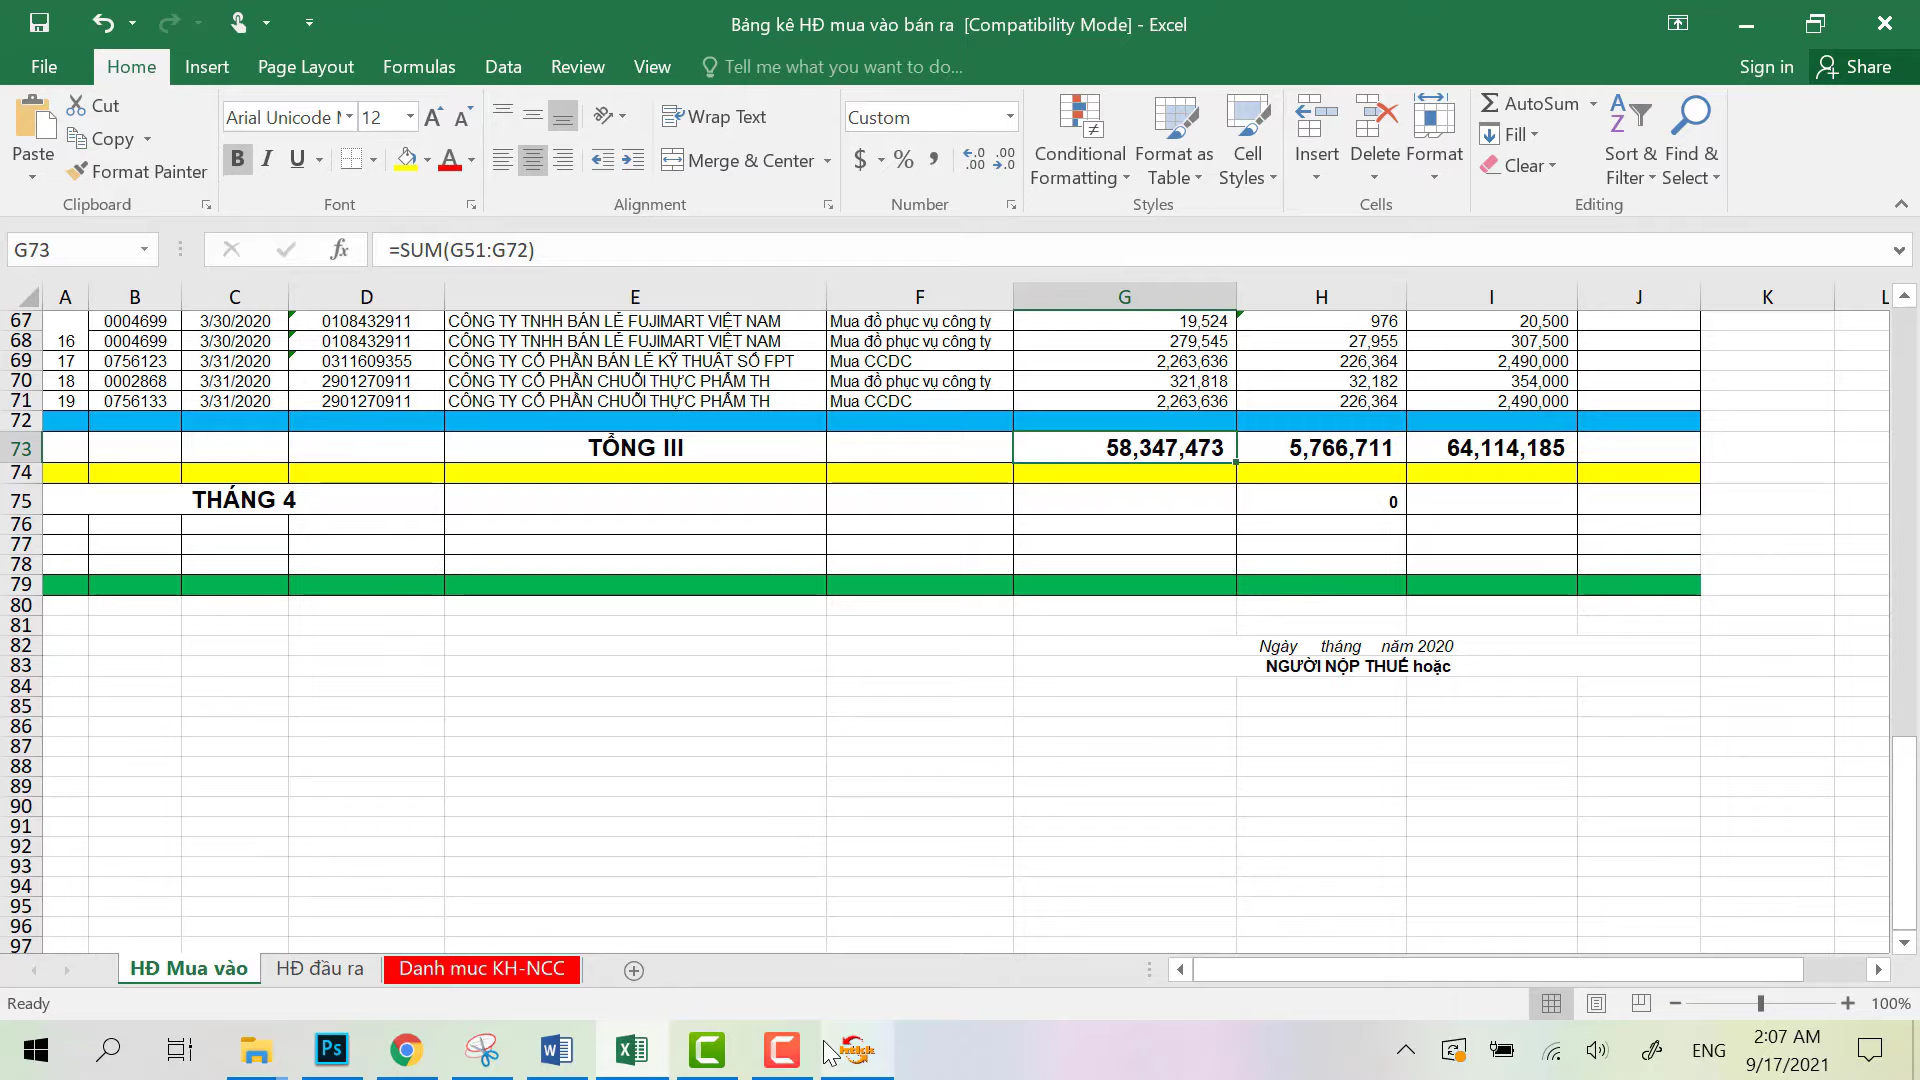 Bảng kê HĐ mua vào bán ra [Compatibility Mode] - Excel
File Home Insert Page Layout Formulas Data Review View Tell me what you want to do... Sign in Share
Cut
Copy
Format Painter
Paste
Clipboard
Arial Unicode 12
B I U
Font
Wrap Text
Merge & Center
Alignment
Custom
$ % ,
Number
Conditional Formatting
Format as Table
Cell Styles
Styles
Insert Delete Format
Cells
AutoSum
Fill
Clear
Sort & Filter
Find & Select
Editing
G73 fx =SUM(G51:G72)
A B C D E F G H I J K L
67 0004699 3/30/2020 0108432911 CÔNG TY TNHH BÁN LẺ FUJIMART VIỆT NAM Mua đồ phục vụ công ty 19,524 976 20,500
68 16 0004699 3/30/2020 0108432911 CÔNG TY TNHH BÁN LẺ FUJIMART VIỆT NAM Mua đồ phục vụ công ty 279,545 27,955 307,500
69 17 0756123 3/31/2020 0311609355 CÔNG TY CỔ PHẦN BÁN LẺ KỸ THUẬT SỐ FPT Mua CCDC 2,263,636 226,364 2,490,000
70 18 0002868 3/31/2020 2901270911 CÔNG TY CỔ PHẦN CHUỖI THỰC PHẨM TH Mua đồ phục vụ công ty 321,818 32,182 354,000
71 19 0756133 3/31/2020 2901270911 CÔNG TY CỔ PHẦN CHUỖI THỰC PHẨM TH Mua CCDC 2,263,636 226,364 2,490,000
72
73 TỔNG III 58,347,473 5,766,711 64,114,185
74
75 THÁNG 4 0
76
77
78
79
80
81
82 Ngày tháng năm 2020
83 NGƯỜI NỘP THUẾ hoặc
84
85
86
87
88
89
90
91
92
93
94
95
96
97
HĐ Mua vào HĐ đầu ra Danh muc KH-NCC
Ready 100%
Ps
ENG 2:07 AM
9/17/2021